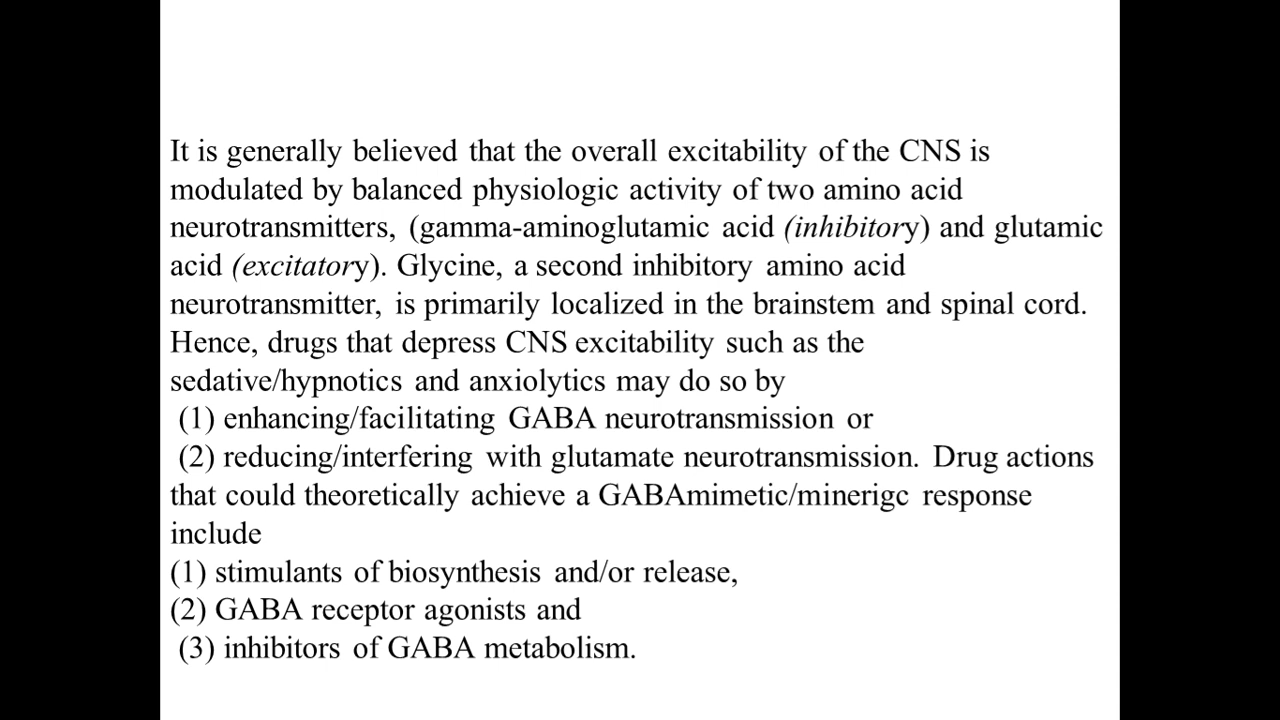 It is generally believed that the overall excitability of the CNS is
modulated by balanced physiologic activity of two amino acid
neurotransmitters, (gamma-aminoglutamic acid (inhibitory) and glutamic
acid (excitatory). Glycine, a second inhibitory amino acid
neurotransmitter, is primarily localized in the brainstem and spinal cord.
Hence, drugs that depress CNS excitability such as the
sedative/hypnotics and anxiolytics may do so by
(1) enhancing/facilitating GABA neurotransmission or
(2) reducing/interfering with glutamate neurotransmission. Drug actions
that could theoretically achieve a GABAmimetic/minerigc response
include
(1) stimulants of biosynthesis and/or release,
(2) GABA receptor agonists and
(3) inhibitors of GABA metabolism.